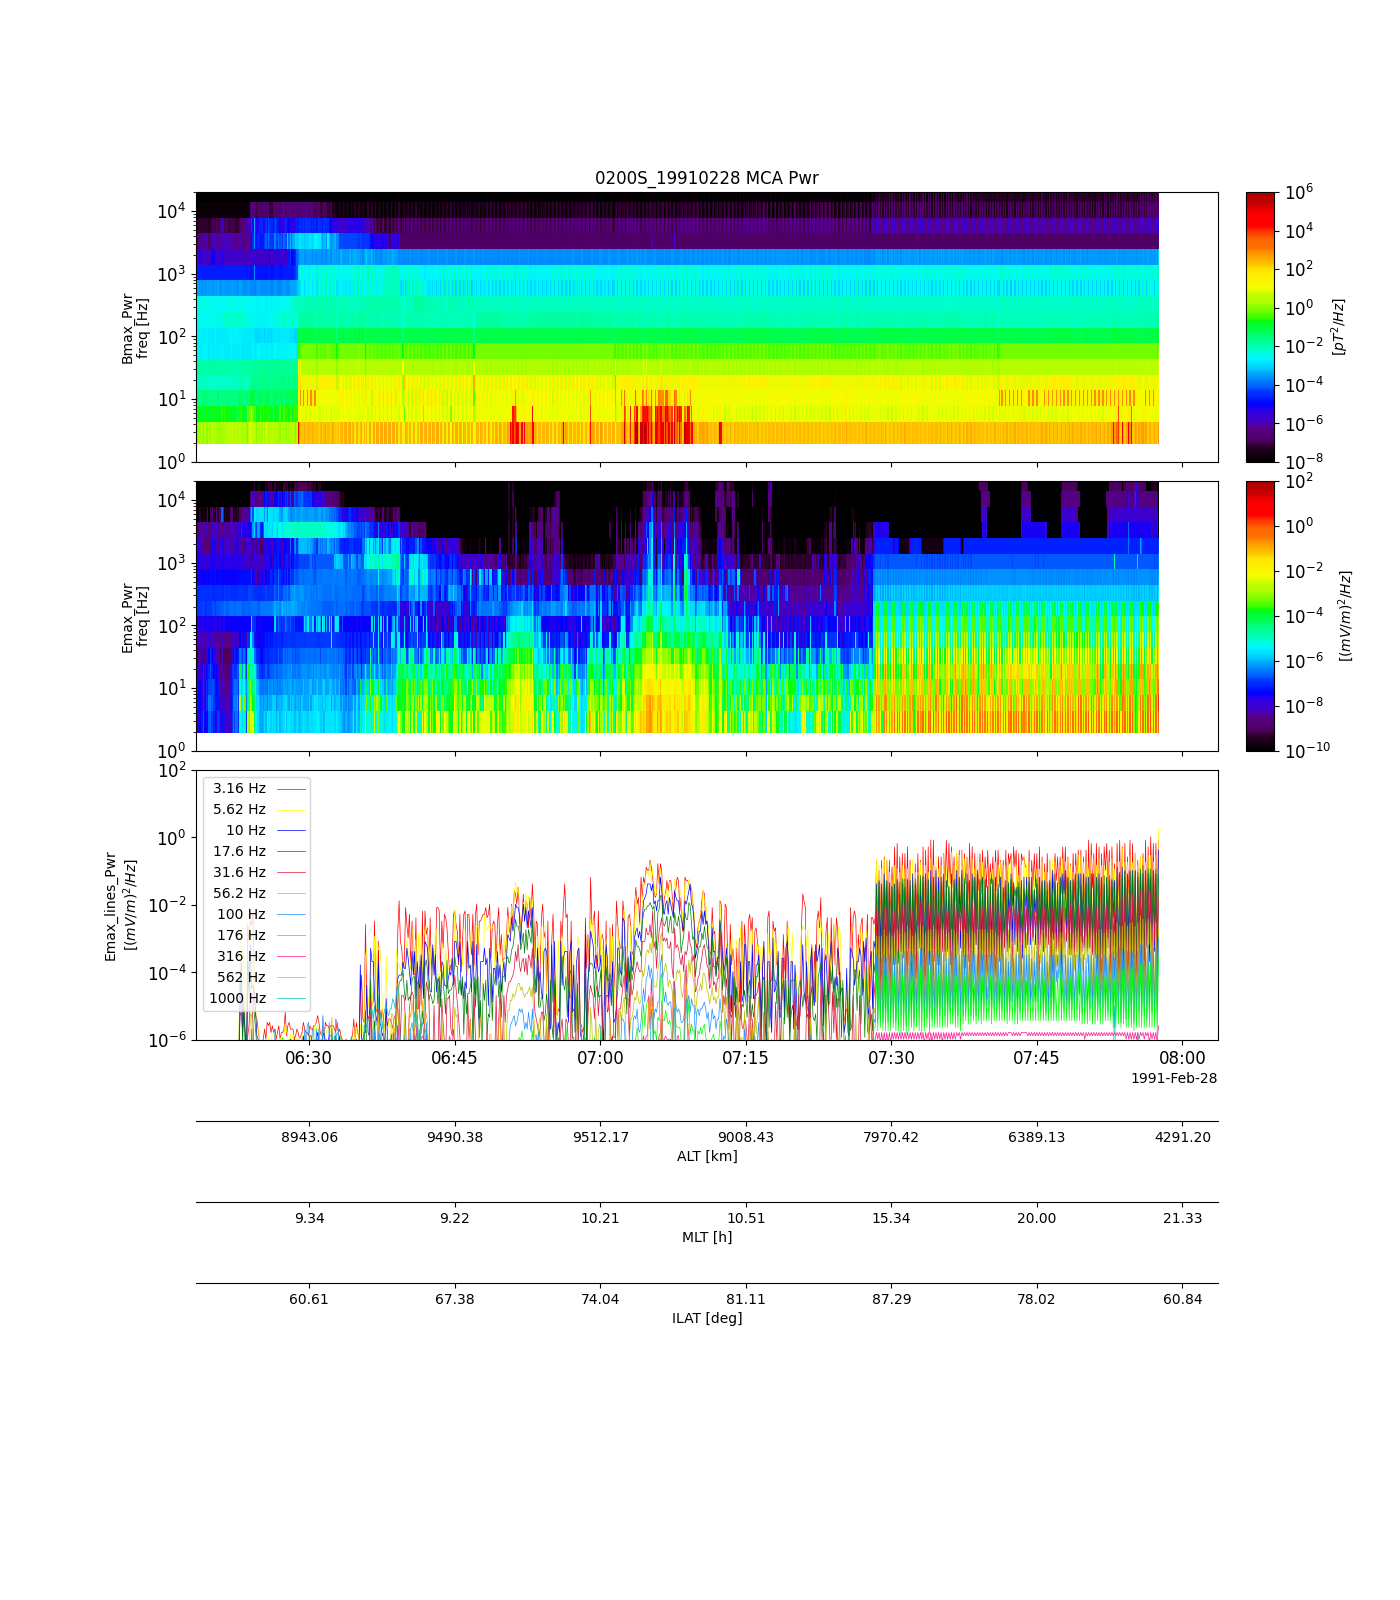 0200S_19910228 MCA Pwr
10^4
10^3
10^2
10^1
10^0
Bmax_Pwr
freq [Hz]
10^6
10^4
10^2
10^0
10^-2
10^-4
10^-6
10^-8
[pT^2/Hz]
10^4
10^3
10^2
10^1
10^0
Emax_Pwr
freq [Hz]
10^2
10^0
10^-2
10^-4
10^-6
10^-8
10^-10
[(mV/m)^2/Hz]
10^2
10^0
10^-2
10^-4
10^-6
Emax_lines_Pwr
[(mV/m)^2/Hz]
3.16 Hz
5.62 Hz
10 Hz
17.6 Hz
31.6 Hz
56.2 Hz
100 Hz
176 Hz
316 Hz
562 Hz
1000 Hz
06:30 06:45 07:00 07:15 07:30 07:45 08:00
1991-Feb-28
8943.06 9490.38 9512.17 9008.43 7970.42 6389.13 4291.20
ALT [km]
9.34 9.22 10.21 10.51 15.34 20.00 21.33
MLT [h]
60.61 67.38 74.04 81.11 87.29 78.02 60.84
ILAT [deg]